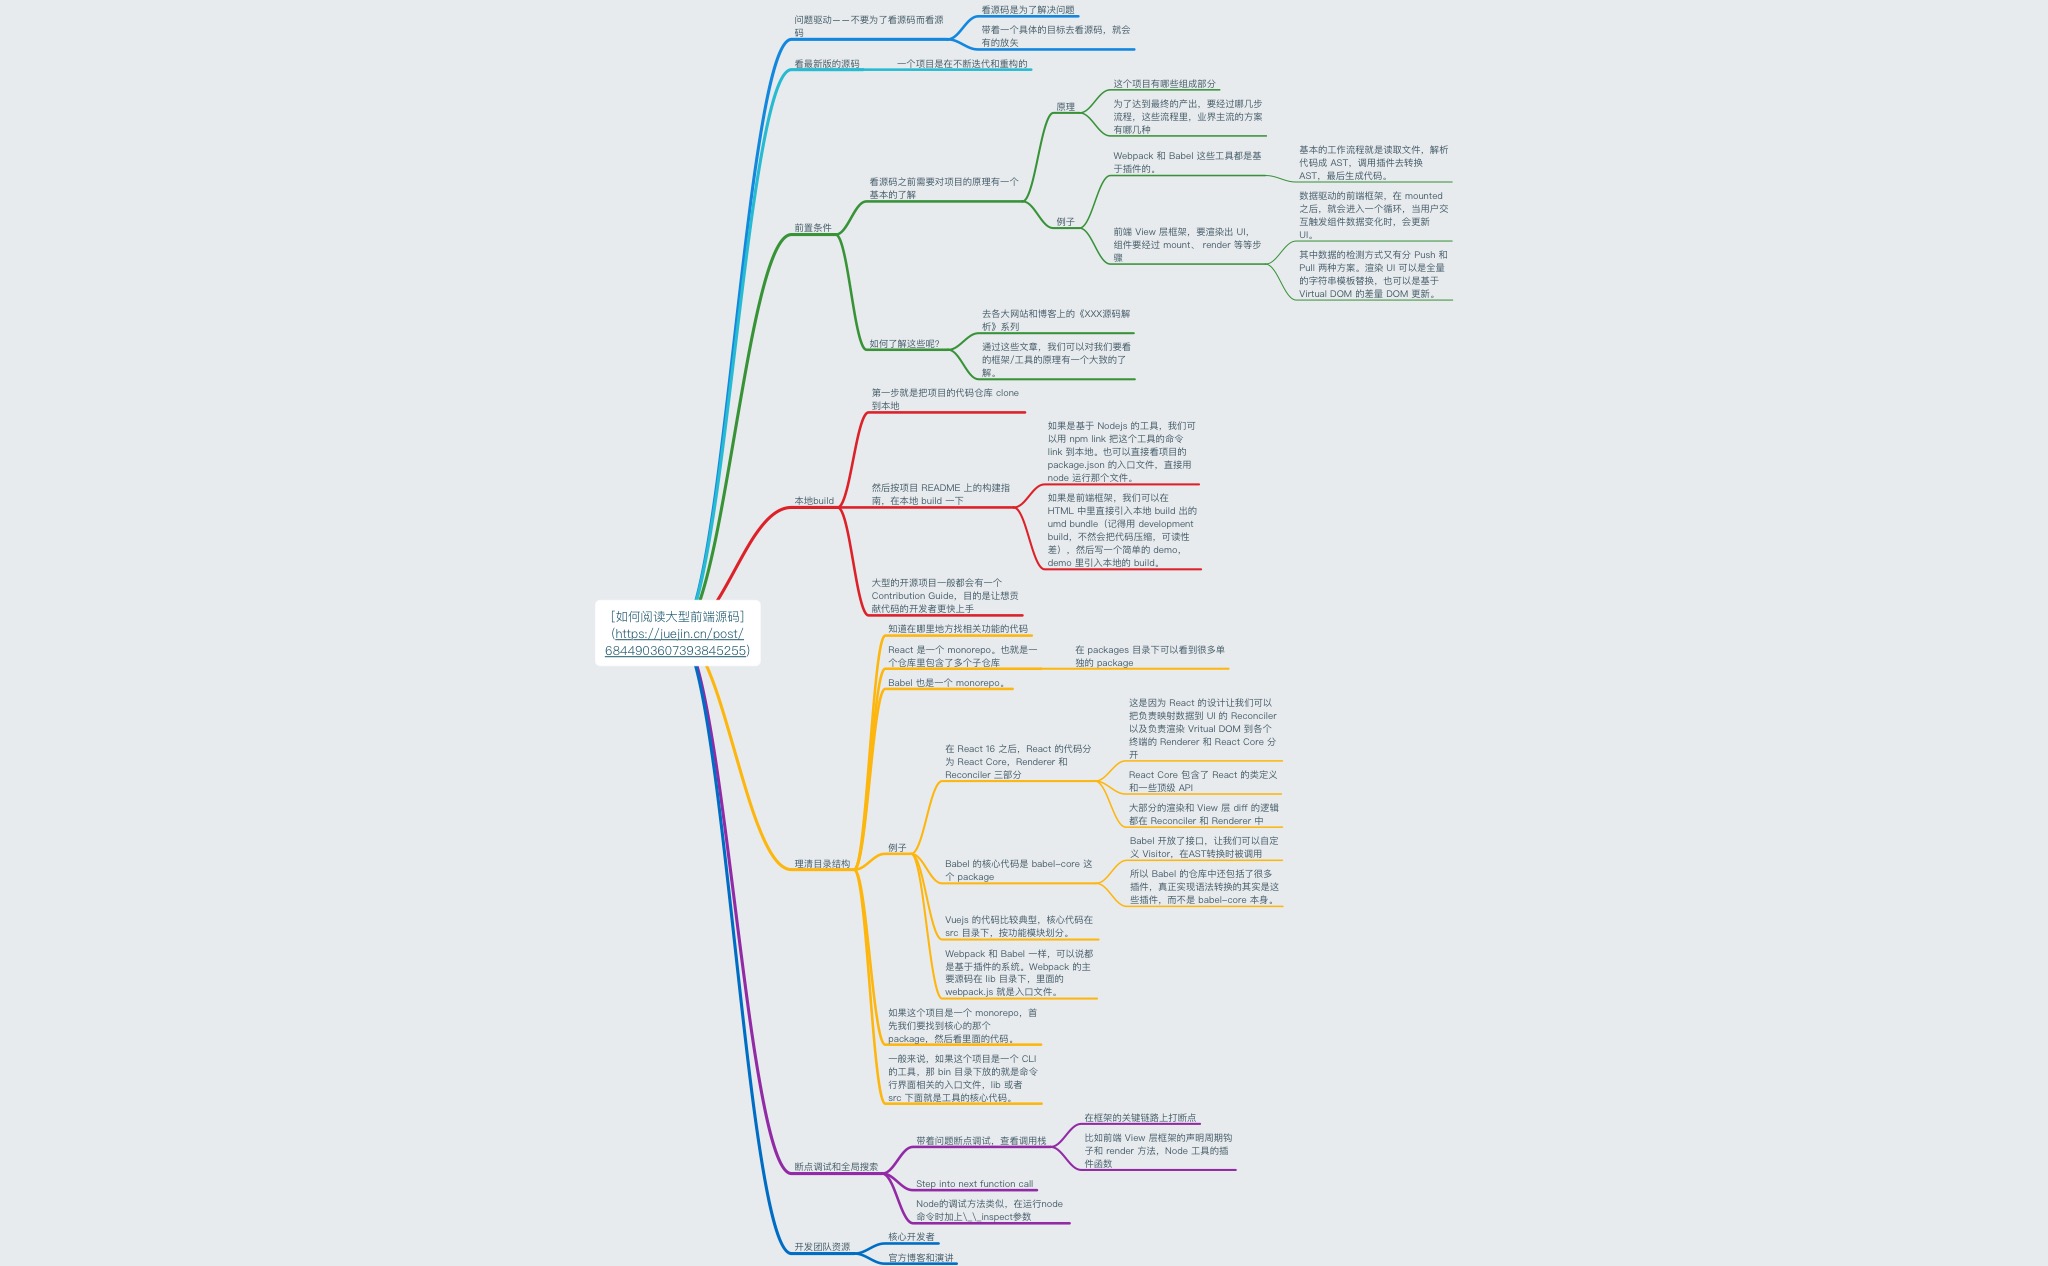 [如何阅读大型前端源码]
(https://juejin.cn/post/
6844903607393845255)
问题驱动——不要为了看源码而看源
码
看源码是为了解决问题
带着一个具体的目标去看源码，就会
有的放矢
看最新版的源码
一个项目是在不断迭代和重构的
前置条件
看源码之前需要对项目的原理有一个
基本的了解
原理
这个项目有哪些组成部分
为了达到最终的产出，要经过哪几步
流程，这些流程里，业界主流的方案
有哪几种
例子
Webpack 和 Babel 这些工具都是基
于插件的。
基本的工作流程就是读取文件，解析
代码成 AST，调用插件去转换
AST，最后生成代码。
前端 View 层框架，要渲染出 UI，
组件要经过 mount、 render 等等步
骤
数据驱动的前端框架，在 mounted
之后，就会进入一个循环，当用户交
互触发组件数据变化时，会更新
UI。
其中数据的检测方式又有分 Push 和
Pull 两种方案。渲染 UI 可以是全量
的字符串模板替换，也可以是基于
Virtual DOM 的差量 DOM 更新。
如何了解这些呢？
去各大网站和博客上的《XXX源码解
析》系列
通过这些文章，我们可以对我们要看
的框架/工具的原理有一个大致的了
解。
本地build
第一步就是把项目的代码仓库 clone
到本地
然后按项目 README 上的构建指
南，在本地 build 一下
如果是基于 Nodejs 的工具，我们可
以用 npm link 把这个工具的命令
link 到本地。也可以直接看项目的
package.json 的入口文件，直接用
node 运行那个文件。
如果是前端框架，我们可以在
HTML 中里直接引入本地 build 出的
umd bundle（记得用 development
build，不然会把代码压缩，可读性
差），然后写一个简单的 demo，
demo 里引入本地的 build。
大型的开源项目一般都会有一个
Contribution Guide，目的是让想贡
献代码的开发者更快上手
理清目录结构
知道在哪里地方找相关功能的代码
React 是一个 monorepo。也就是一
个仓库里包含了多个子仓库
在 packages 目录下可以看到很多单
独的 package
Babel 也是一个 monorepo。
例子
在 React 16 之后，React 的代码分
为 React Core，Renderer 和
Reconciler 三部分
这是因为 React 的设计让我们可以
把负责映射数据到 UI 的 Reconciler
以及负责渲染 Vritual DOM 到各个
终端的 Renderer 和 React Core 分
开
React Core 包含了 React 的类定义
和一些顶级 API
大部分的渲染和 View 层 diff 的逻辑
都在 Reconciler 和 Renderer 中
Babel 的核心代码是 babel-core 这
个 package
Babel 开放了接口，让我们可以自定
义 Visitor，在AST转换时被调用
所以 Babel 的仓库中还包括了很多
插件，真正实现语法转换的其实是这
些插件，而不是 babel-core 本身。
Vuejs 的代码比较典型，核心代码在
src 目录下，按功能模块划分。
Webpack 和 Babel 一样，可以说都
是基于插件的系统。Webpack 的主
要源码在 lib 目录下，里面的
webpack.js 就是入口文件。
如果这个项目是一个 monorepo，首
先我们要找到核心的那个
package，然后看里面的代码。
一般来说，如果这个项目是一个 CLI
的工具，那 bin 目录下放的就是命令
行界面相关的入口文件，lib 或者
src 下面就是工具的核心代码。
断点调试和全局搜索
带着问题断点调试，查看调用栈
在框架的关键链路上打断点
比如前端 View 层框架的声明周期钩
子和 render 方法，Node 工具的插
件函数
Step into next function call
Node的调试方法类似，在运行node
命令时加上\_\_inspect参数
开发团队资源
核心开发者
官方博客和演讲